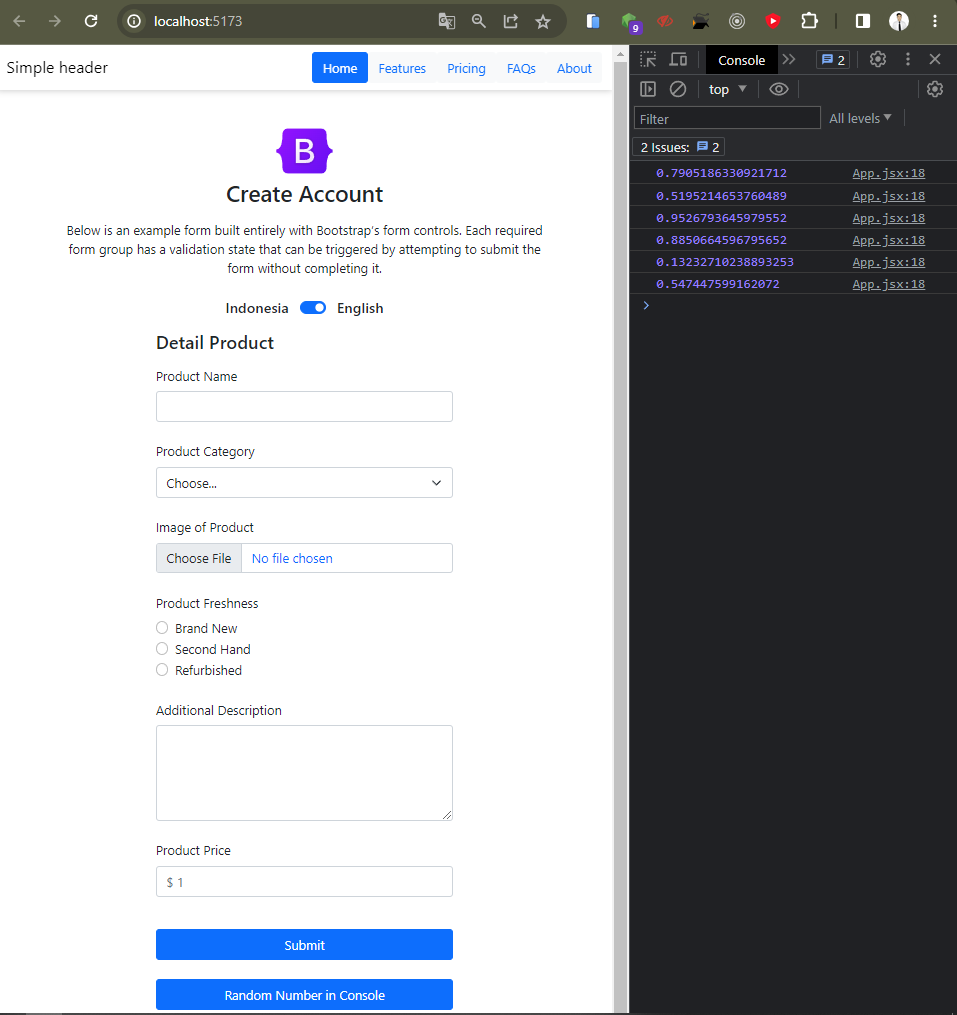 localhost:5173
9
Simple header
Home
Features
Pricing
FAQs
About
B
Create Account
Below is an example form built entirely with Bootstrap's form controls. Each required
form group has a validation state that can be triggered by attempting to submit the
form without completing it.
Indonesia
English
Detail Product
Product Name
Product Category
Choose...
Image of Product
Choose File
No file chosen
Product Freshness
Brand New
Second Hand
Refurbished
Additional Description
Product Price
$ 1
Submit
Random Number in Console
Console
2
top
Filter
All levels
2 Issues: 2
0.7905186330921712 App.jsx:18
0.5195214653760489 App.jsx:18
0.9526793645979552 App.jsx:18
0.8850664596795652 App.jsx:18
0.13232710238893253 App.jsx:18
0.547447599162072 App.jsx:18